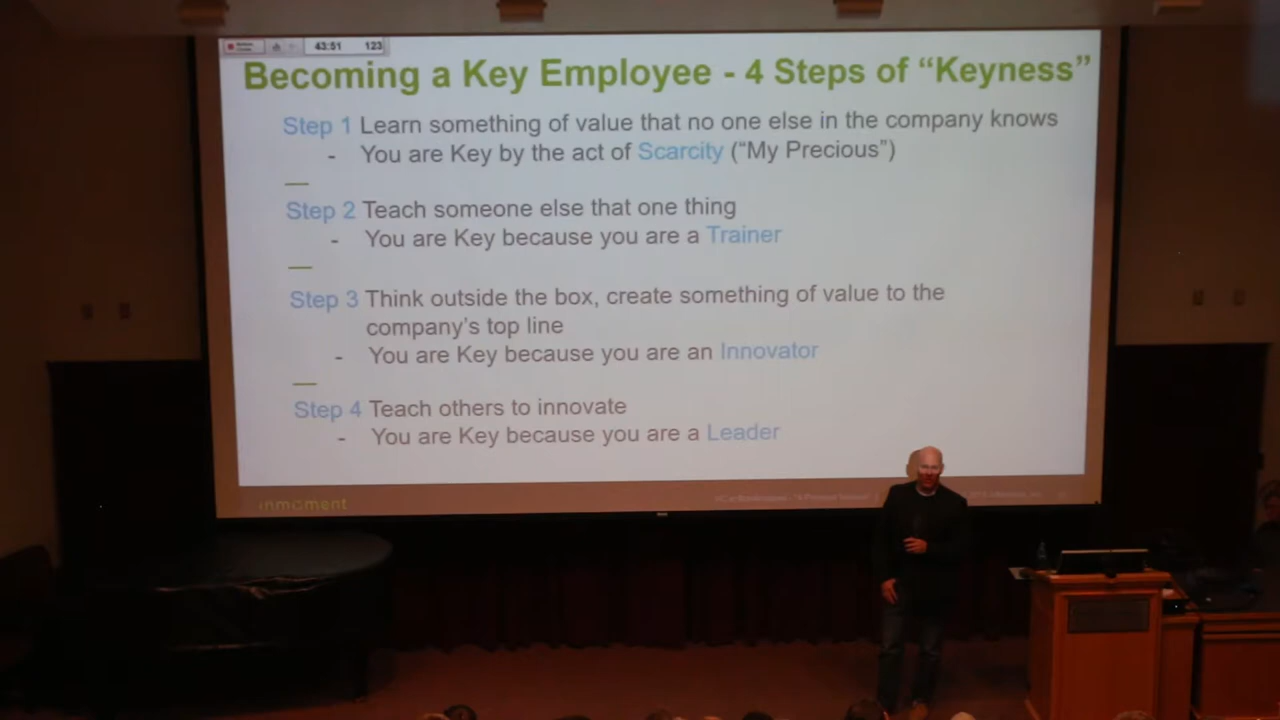 43:51 123
Becoming a Key Employee - 4 Steps of “Keyness”
Step 1 Learn something of value that no one else in the company knows
- You are Key by the act of Scarcity (“My Precious”)
Step 2 Teach someone else that one thing
- You are Key because you are a Trainer
Step 3 Think outside the box, create something of value to the
company’s top line
- You are Key because you are an Innovator
Step 4 Teach others to innovate
- You are Key because you are a Leader
inmoment